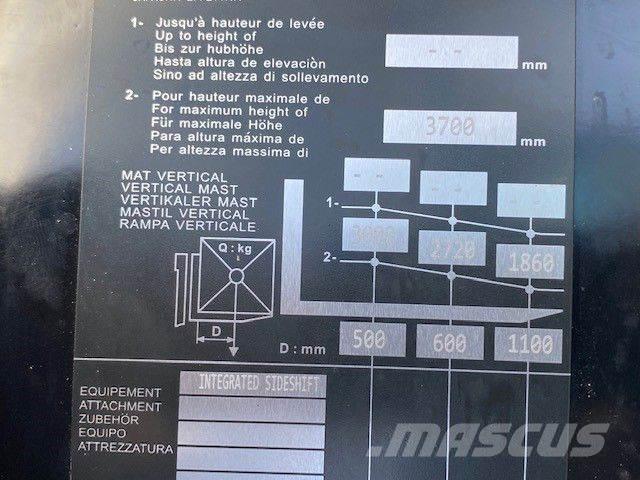 1- Jusqu'à hauteur de levée
Up to height of
Bis zur hubhöhe
Hasta altura de elevaciòn
Sino ad altezza di sollevamento
- -
mm
2- Pour hauteur maximale de
For maximum height of
Für maximale Höhe
Para altura máxima de
Per altezza massima di
3700
mm
MAT VERTICAL
VERTICAL MAST
VERTIKALER MAST
MASTIL VERTICAL
RAMPA VERTICALE
- - - - - -
1-
3000 2720 1860
2-
Q : kg
D
D : mm 500 600 1100
EQUIPEMENT
ATTACHMENT
ZUBEHÖR
EQUIPO
ATTREZZATURA
INTEGRATED SIDESHIFT
MASCUS